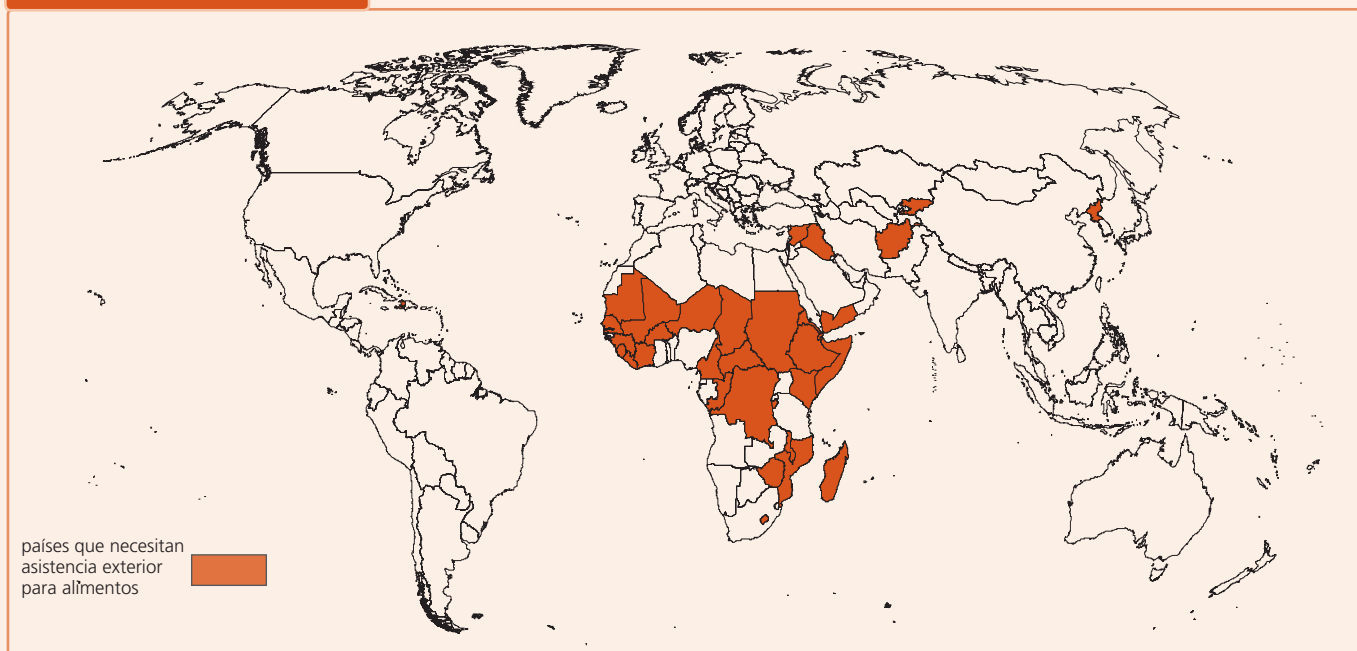 países que necesitan
asistencia exterior
para alimentos